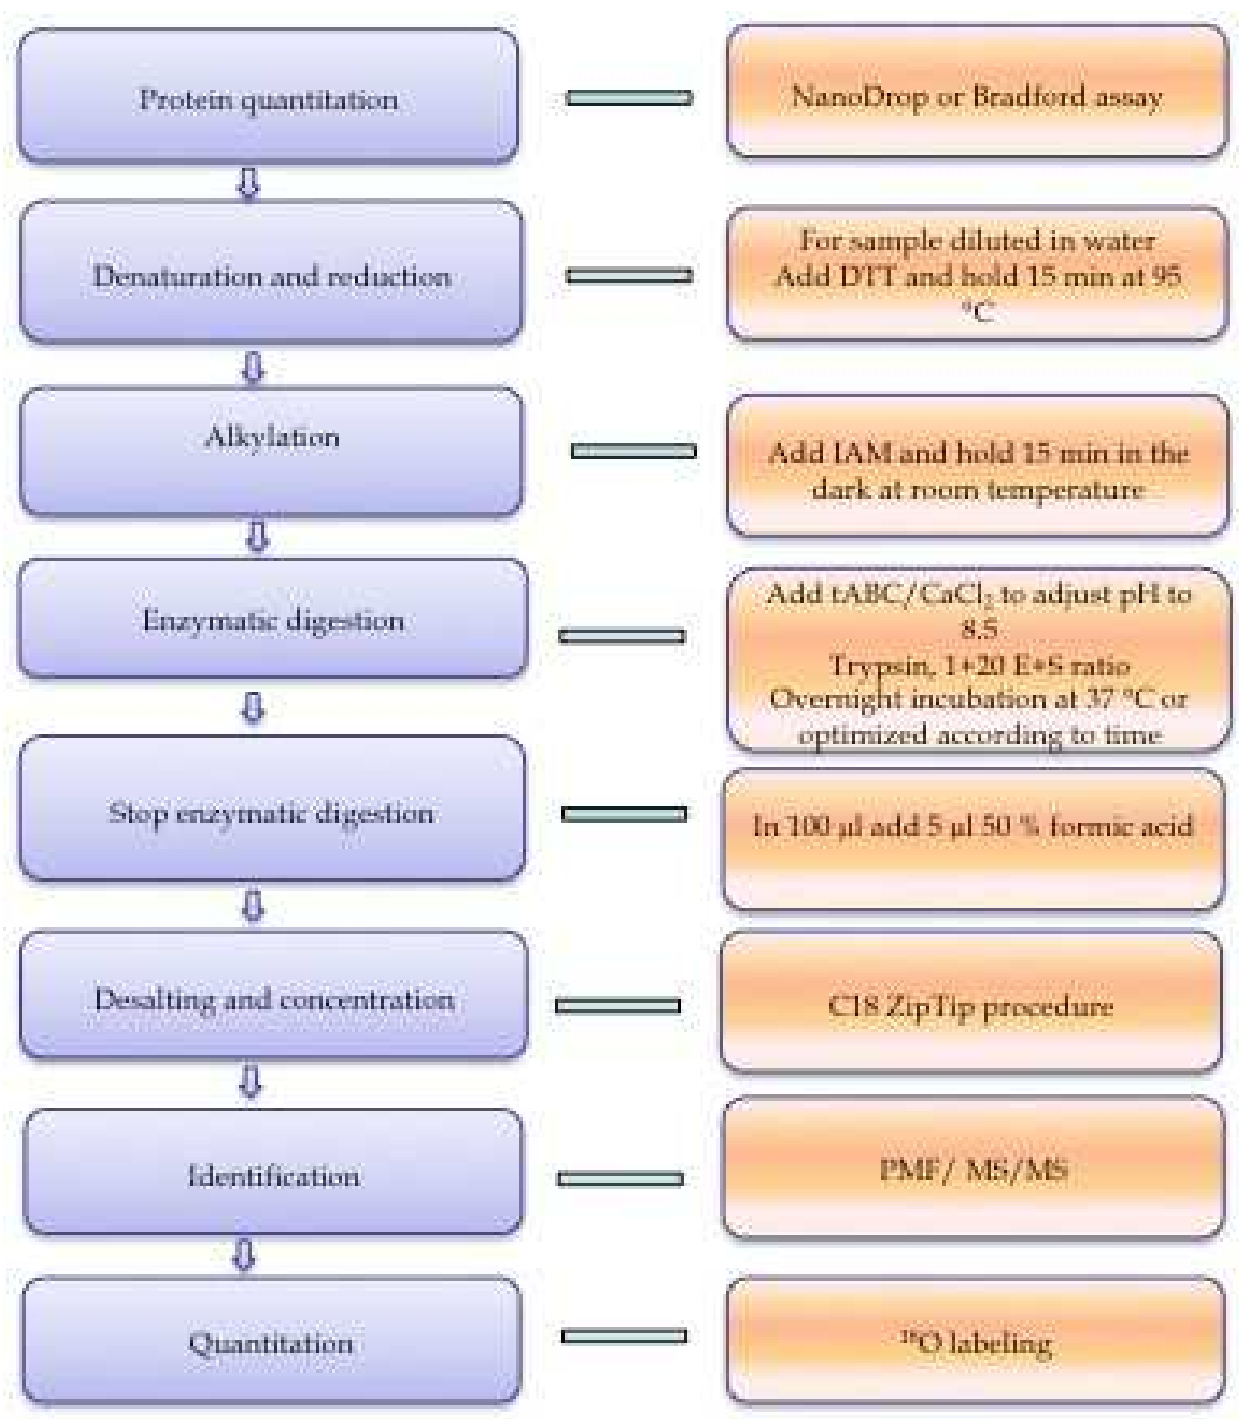 Protein quantitation
NanoDrop or Bradford assay
Denaturation and reduction
For sample diluted in water
Add DTT and hold 15 min at 95
°C
Alkylation
Add IAM and hold 15 min in the
dark at room temperature
Enzymatic digestion
Add tABC/CaCl₂ to adjust pH to
8.5
Trypsin, 1+20 E+S ratio
Overnight incubation at 37 °C or
optimized according to time
Stop enzymatic digestion
In 100 µl add 5 µl 50 % formic acid
Desalting and concentration
C18 ZipTip procedure
Identification
PMF/ MS/MS
Quantitation
¹⁸O labeling